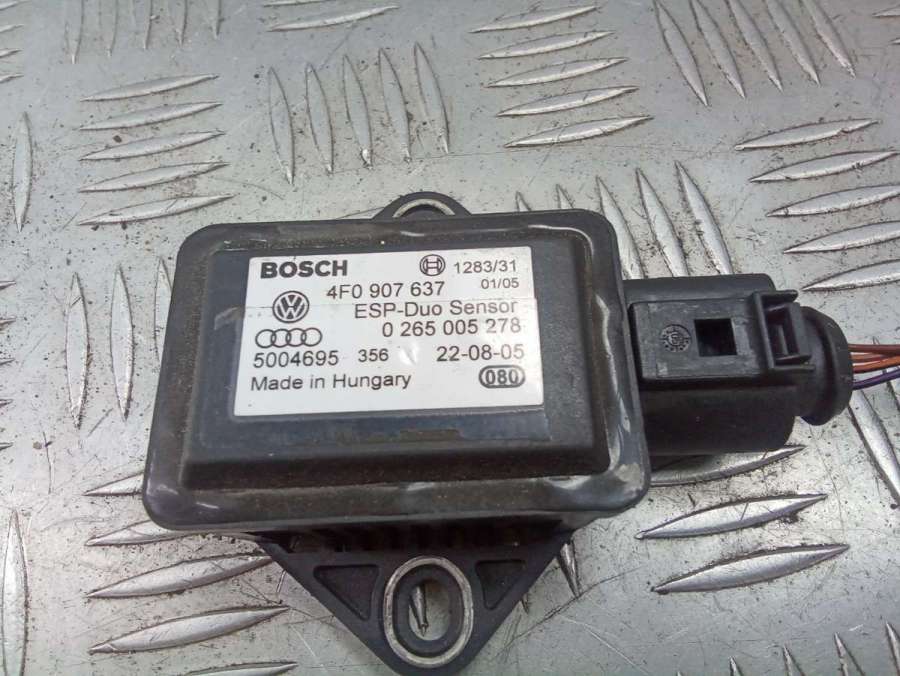 BOSCH 1283/31
4F0 907 637 01/05
VW ESP-Duo Sensor
0 265 005 278
5004695 356 22-08-05
Made in Hungary 080